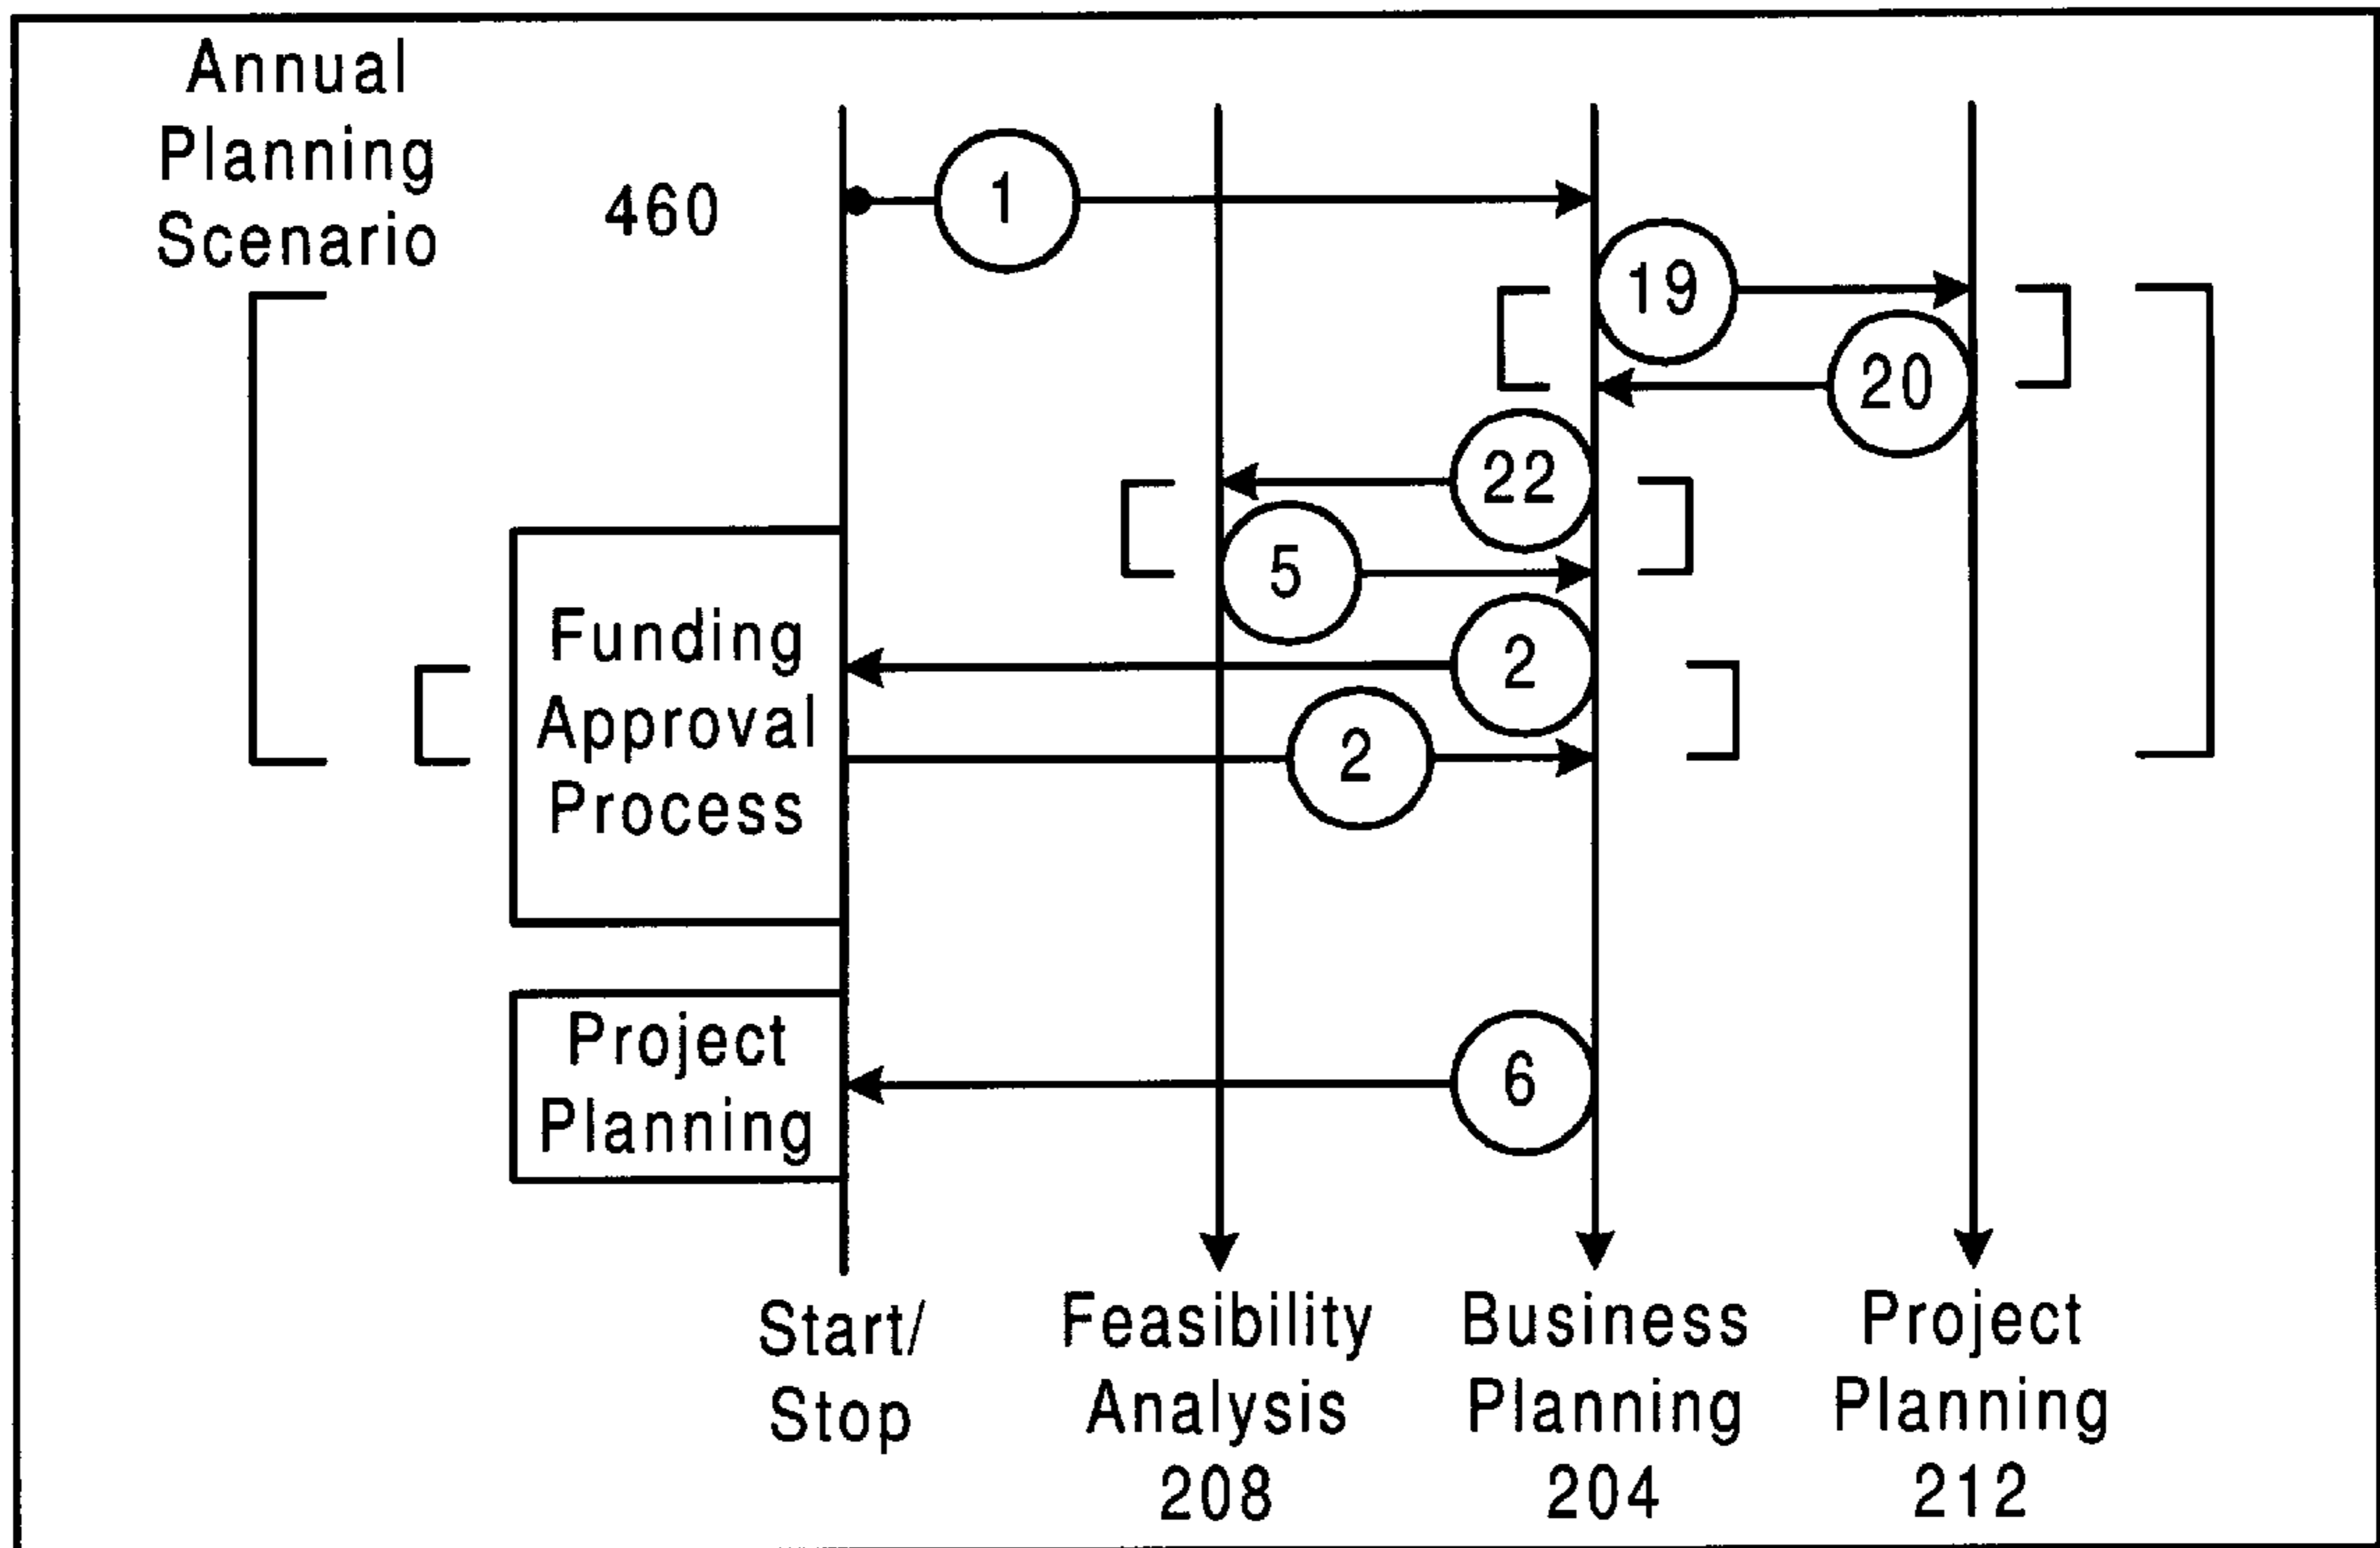 Annual
Planning
Scenario
460
1
19
20
22
5
2
2
Funding
Approval
Process
Project
Planning
6
Start/
Stop
Feasibility
Analysis
208
Business
Planning
204
Project
Planning
212